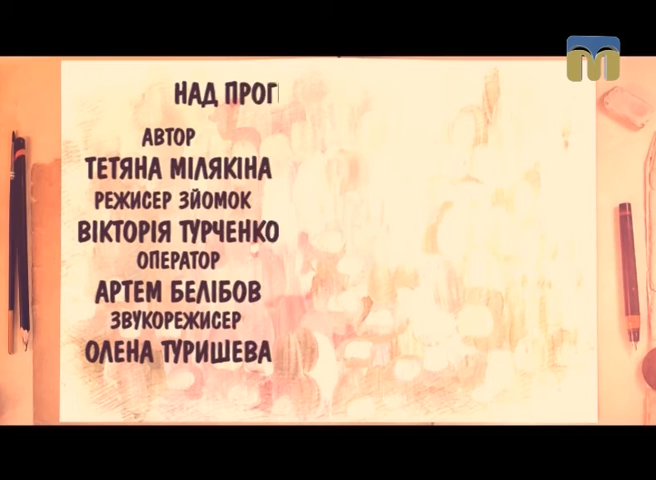 НАД ПРОГ
АВТОР
ТЕТЯНА МІЛЯКІНА
РЕЖИСЕР ЗЙОМОК
ВІКТОРІЯ ТУРЧЕНКО
ОПЕРАТОР
АРТЕМ БЕЛІБОВ
ЗВУКОРЕЖИСЕР
ОЛЕНА ТУРИШЕВА